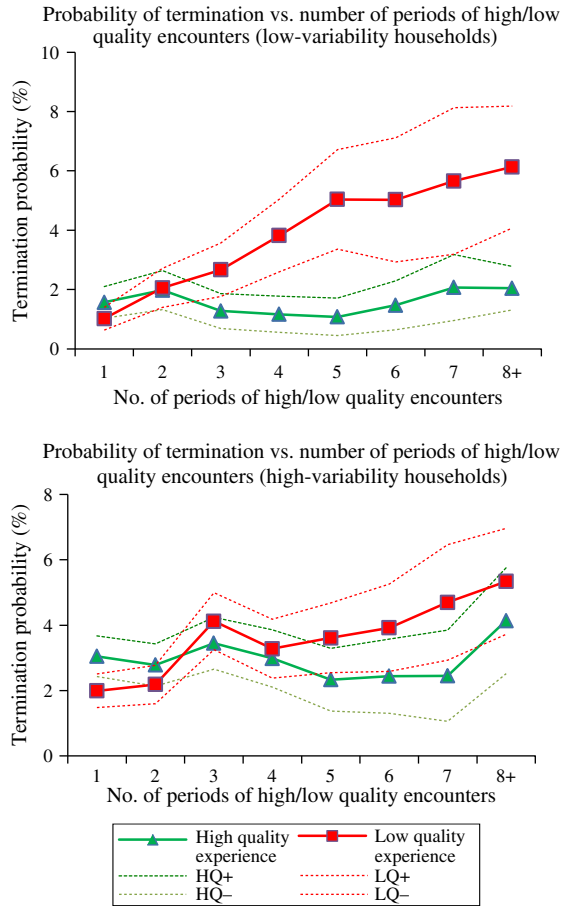 Probability of termination vs. number of periods of high/low
quality encounters (low-variability households)
10
8
6
4
2
0
Termination probability (%)
1 2 3 4 5 6 7 8+
No. of periods of high/low quality encounters
Probability of termination vs. number of periods of high/low
quality encounters (high-variability households)
8
6
4
2
0
Termination probability (%)
1 2 3 4 5 6 7 8+
No. of periods of high/low quality encounters
High quality
experience
Low quality
experience
HQ+
LQ+
HQ–
LQ–